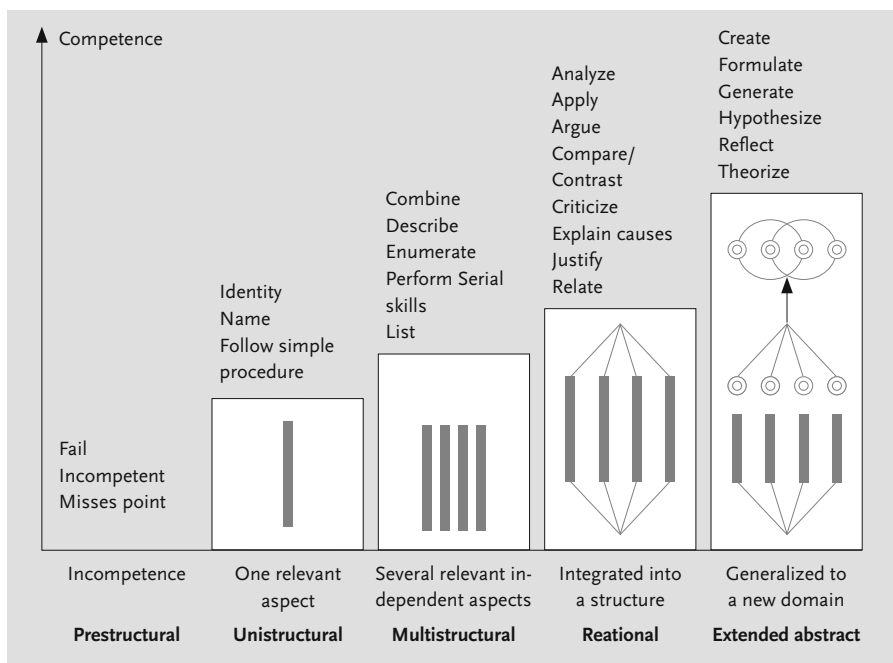 Competence
Fail
Incompetent
Misses point
Identity
Name
Follow simple
procedure
Combine
Describe
Enumerate
Perform Serial
skills
List
Analyze
Apply
Argue
Compare/
Contrast
Criticize
Explain causes
Justify
Relate
Create
Formulate
Generate
Hypothesize
Reflect
Theorize
Incompetence
One relevant
aspect
Several relevant in-
dependent aspects
Integrated into
a structure
Generalized to
a new domain
Prestructural
Unistructural
Multistructural
Reational
Extended abstract